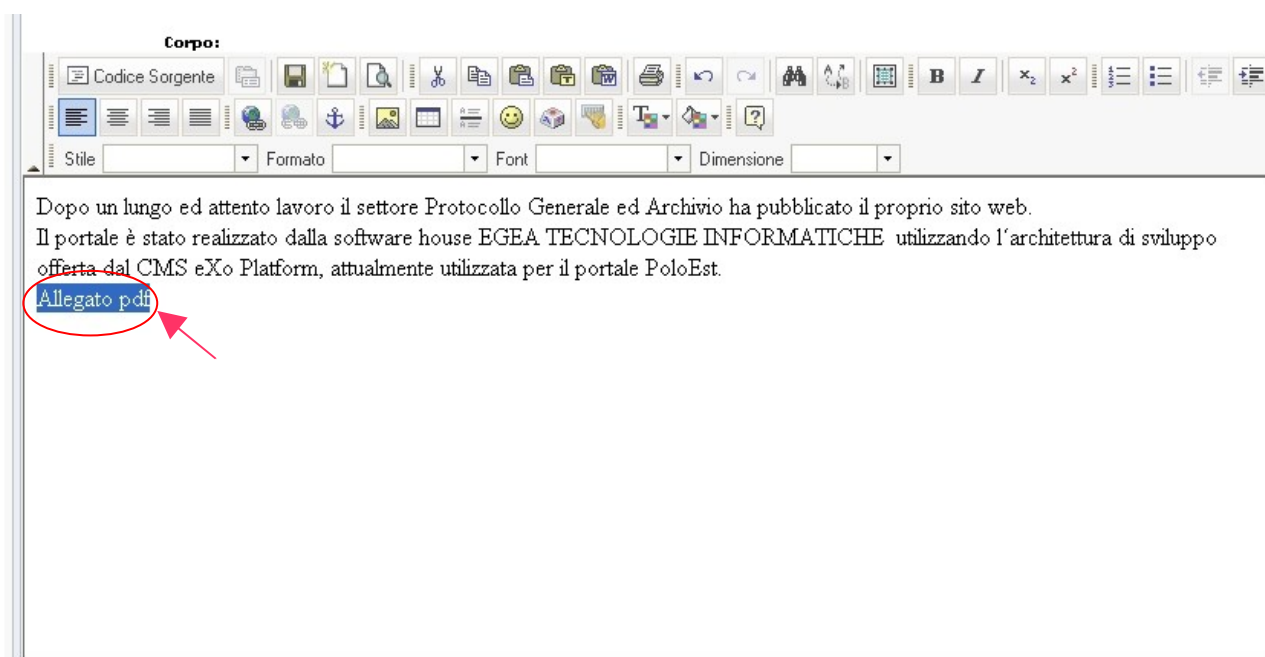 Corpo:
Codice Sorgente
Stile Formato Font Dimensione
Dopo un lungo ed attento lavoro il settore Protocollo Generale ed Archivio ha pubblicato il proprio sito web.
Il portale è stato realizzato dalla software house EGEA TECNOLOGIE INFORMATICHE utilizzando l´architettura di sviluppo
offerta dal CMS eXo Platform, attualmente utilizzata per il portale PoloEst.
Allegato pdf